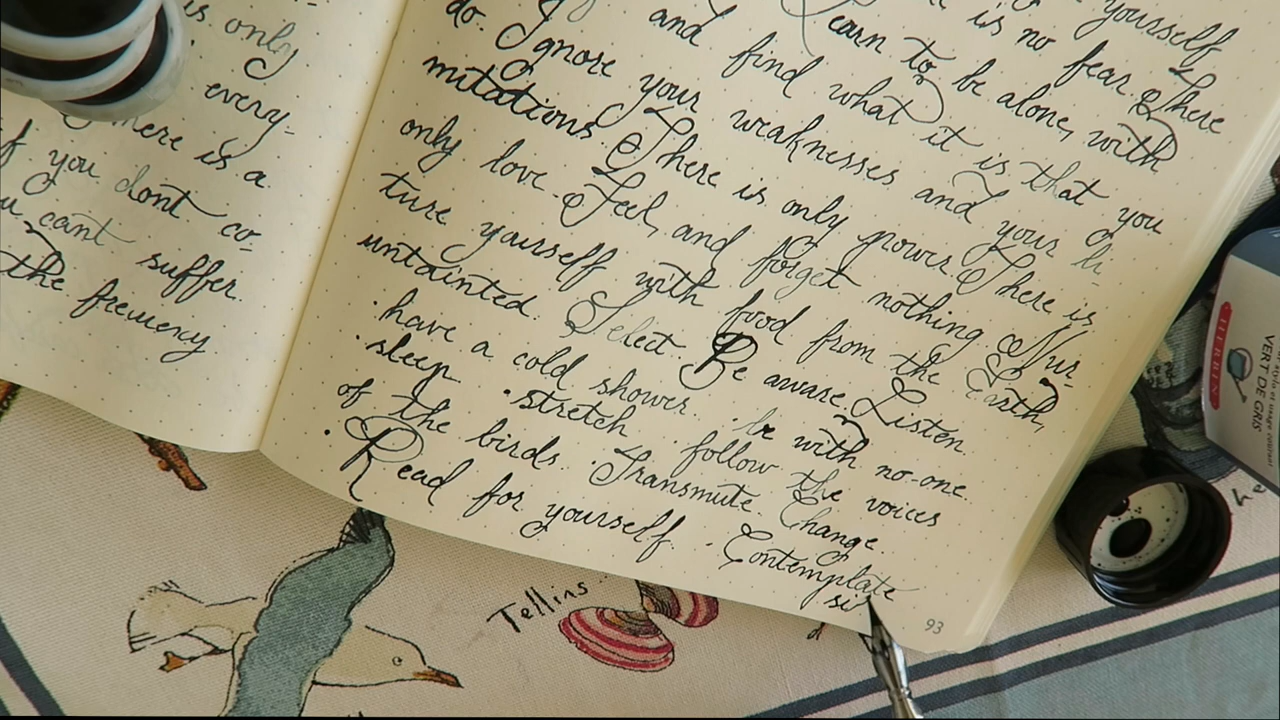 is only
every-
here is a
f you dont co-
u cant suffer.
the
yourself
is no fear. There
Learn to be alone, with
and find what it is that you
do. Ignore your weaknesses and your li-
mitations There is only power There is
only love. Feel, and forget nothing Nur-
ture yourself with food from the Earth,
untainted. Select. Be aware. Listen.
· have a cold shower. · be with no-one.
· sleep · stretch · follow the voices
of the birds. · Transmute. Change.
· Read for yourself. · Contemplate
si
93
Tellins
HERBIN
VERT DE GRIS